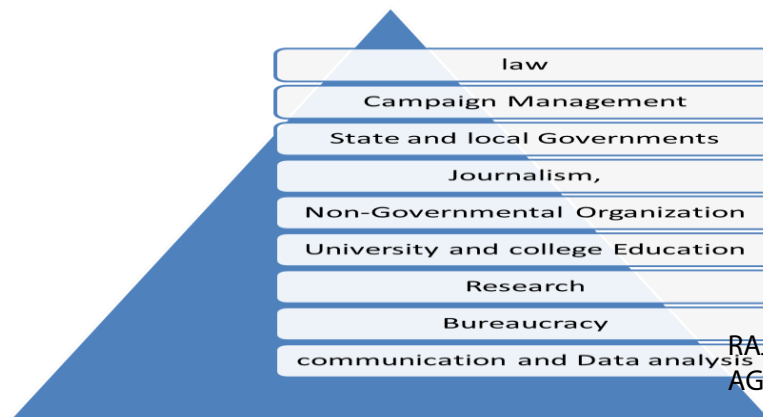 law
Campaign Management
State and local Governments
Journalism,
Non-Governmental Organization
University and college Education
Research
Bureaucracy
communication and Data analysis